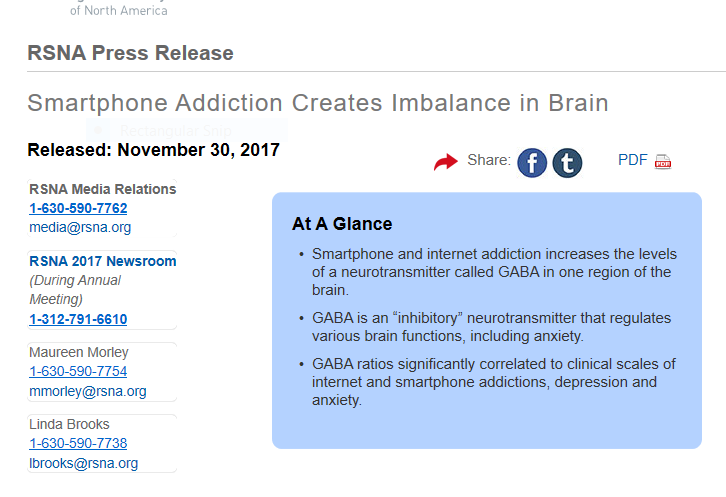 of North America
RSNA Press Release
Smartphone Addiction Creates Imbalance in Brain
Rectangular Snip
Released: November 30, 2017
Share:
f
t
PDF
PDF
RSNA Media Relations
1-630-590-7762
media@rsna.org
RSNA 2017 Newsroom
(During Annual
Meeting)
1-312-791-6610
Maureen Morley
1-630-590-7754
mmorley@rsna.org
Linda Brooks
1-630-590-7738
lbrooks@rsna.org
At A Glance
• Smartphone and internet addiction increases the levels
of a neurotransmitter called GABA in one region of the
brain.
• GABA is an “inhibitory” neurotransmitter that regulates
various brain functions, including anxiety.
• GABA ratios significantly correlated to clinical scales of
internet and smartphone addictions, depression and
anxiety.